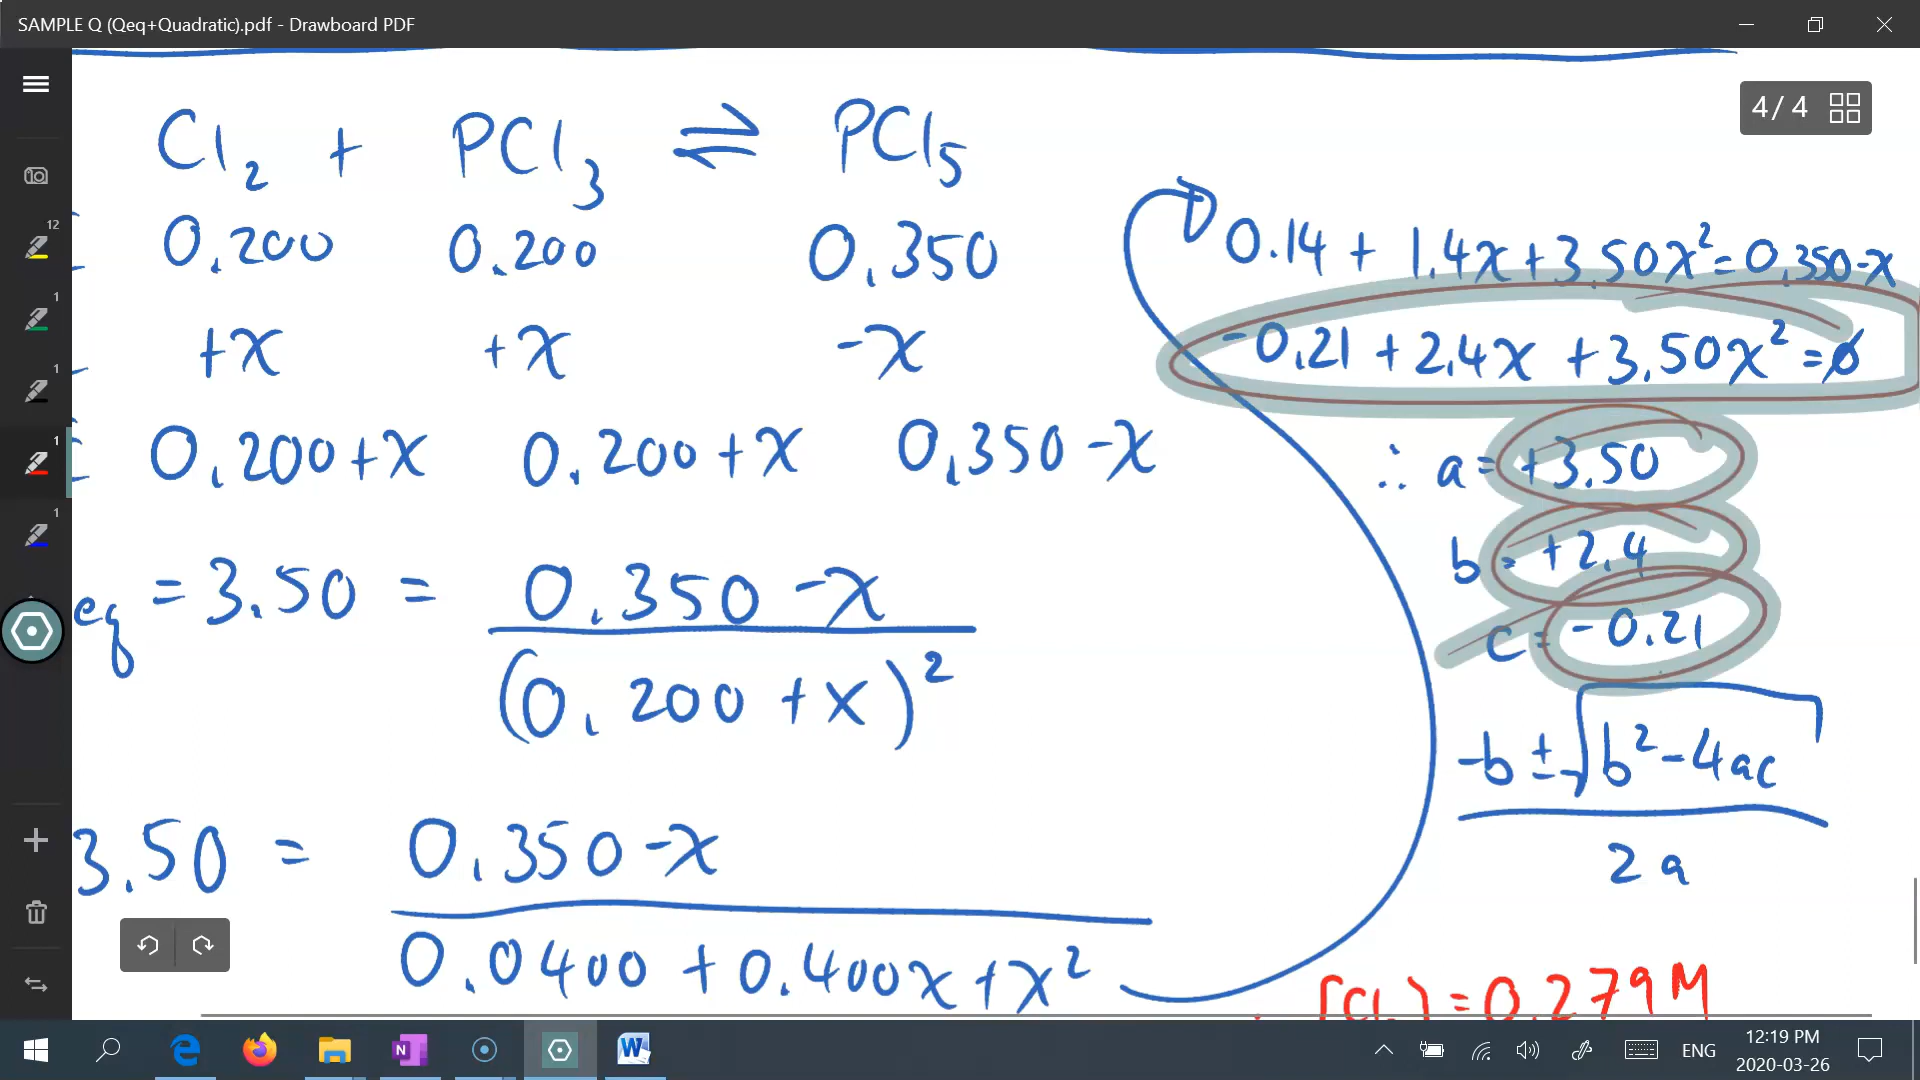 SAMPLE Q (Qeq+Quadratic).pdf - Drawboard PDF
4 / 4
12
1
1
1
1
Cl₂ + PCl₃ ⇌ PCl₅
0.200 0.200 0.350
+x +x -x
0.200+x 0.200+x 0.350-x
eq = 3.50 = 0.350 -x
(0.200 + x)²
3.50 = 0.350-x
0.0400 + 0.400x + x²
0.14 + 1.4x + 3.50x² = 0.350-x
-0.21 + 2.4x + 3.50x² = 0
∴ a = +3.50
b = +2.4
c = -0.21
-b ± √b² - 4ac
2a
= 0.279M
ENG
12:19 PM
2020-03-26